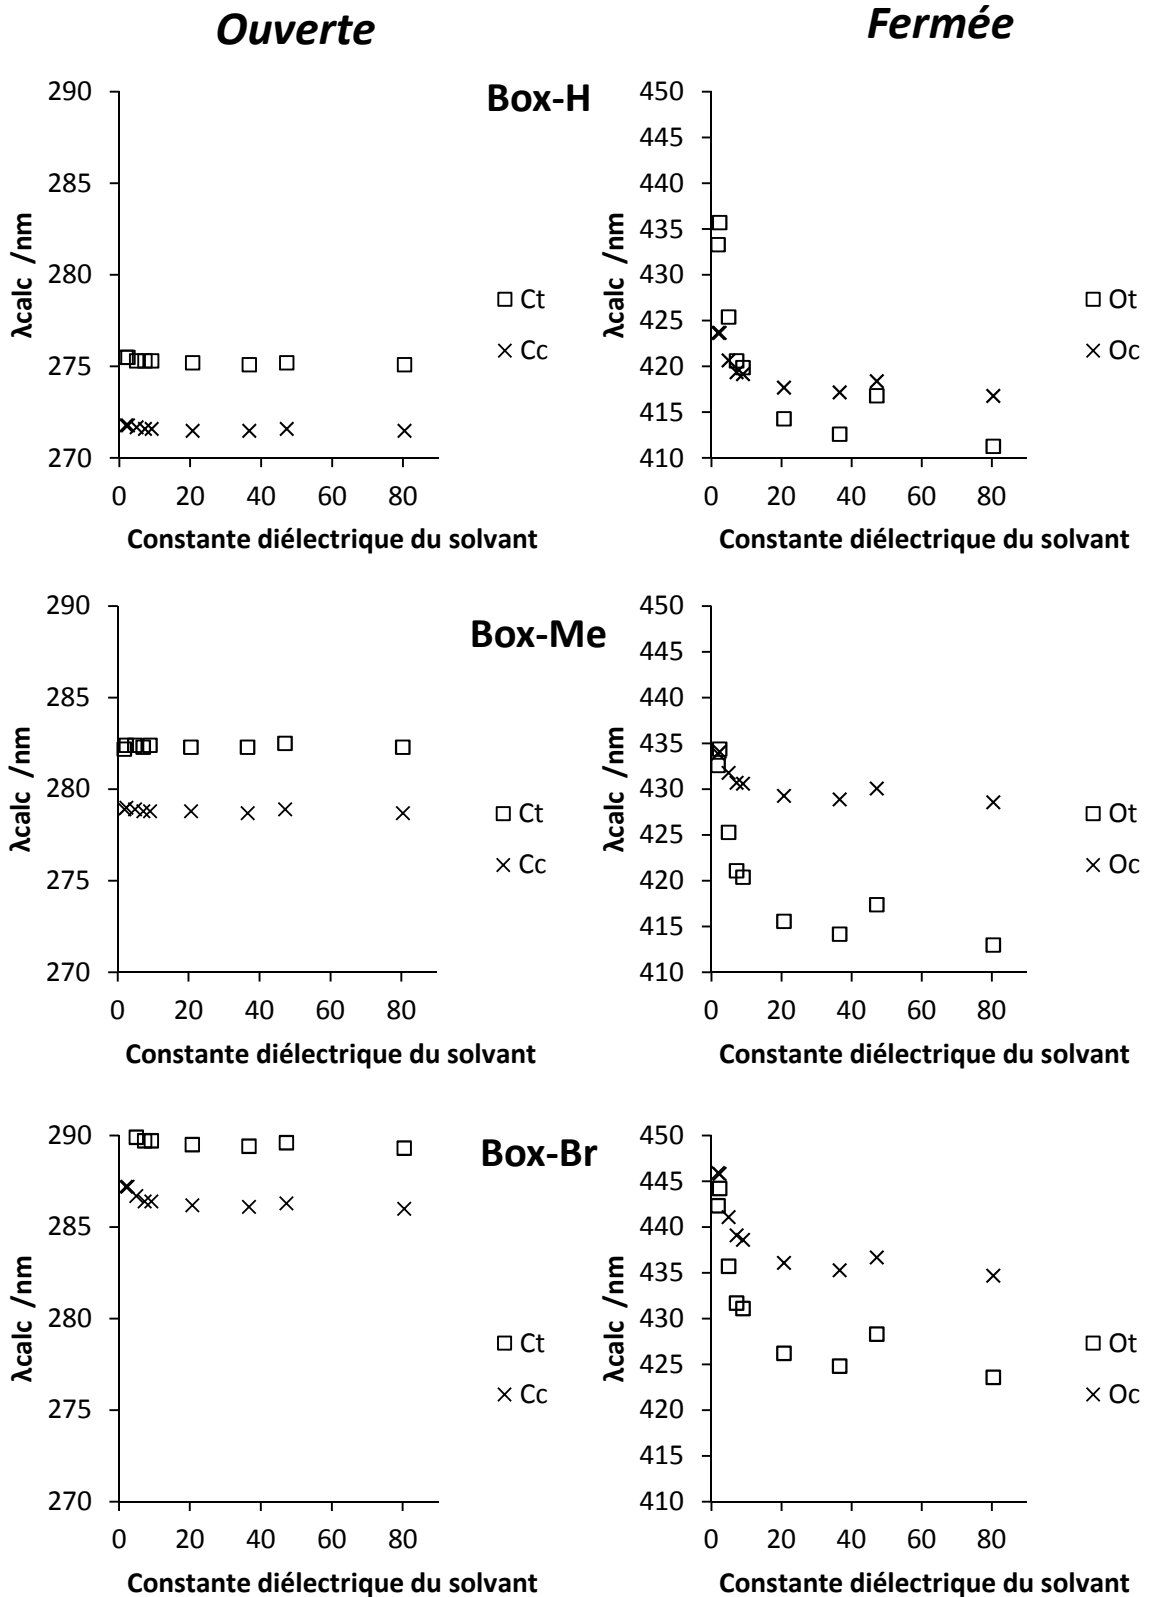 Ouverte
Fermée
Box-H
290
285
280
275
270
λcalc /nm
0 20 40 60 80
Constante diélectrique du solvant
Ct
Cc
450
445
440
435
430
425
420
415
410
λcalc /nm
0 20 40 60 80
Constante diélectrique du solvant
Ot
Oc
Box-Me
290
285
280
275
270
λcalc /nm
0 20 40 60 80
Constante diélectrique du solvant
Ct
Cc
450
445
440
435
430
425
420
415
410
λcalc /nm
0 20 40 60 80
Constante diélectrique du solvant
Ot
Oc
Box-Br
290
285
280
275
270
λcalc /nm
0 20 40 60 80
Constante diélectrique du solvant
Ct
Cc
450
445
440
435
430
425
420
415
410
λcalc /nm
0 20 40 60 80
Constante diélectrique du solvant
Ot
Oc